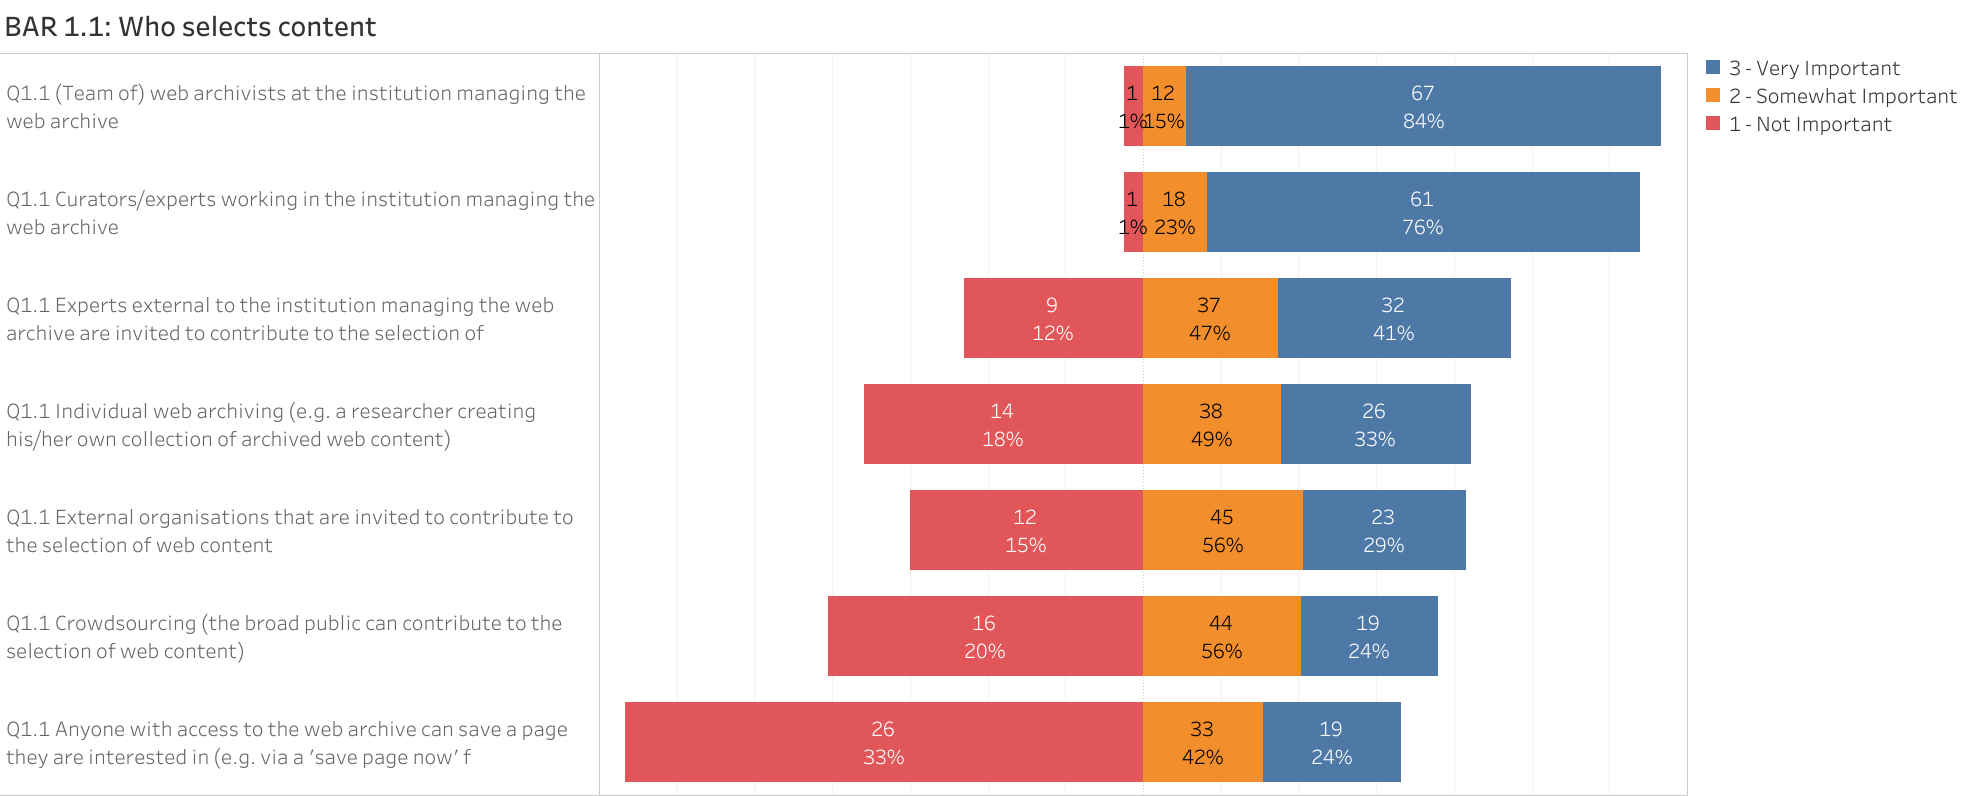 BAR 1.1: Who selects content
3 - Very Important
2 - Somewhat Important
1 - Not Important
Q1.1 (Team of) web archivists at the institution managing the
web archive
1 12 67
1% 15% 84%
Q1.1 Curators/experts working in the institution managing the
web archive
1 18 61
1% 23% 76%
Q1.1 Experts external to the institution managing the web
archive are invited to contribute to the selection of
9 37 32
12% 47% 41%
Q1.1 Individual web archiving (e.g. a researcher creating
his/her own collection of archived web content)
14 38 26
18% 49% 33%
Q1.1 External organisations that are invited to contribute to
the selection of web content
12 45 23
15% 56% 29%
Q1.1 Crowdsourcing (the broad public can contribute to the
selection of web content)
16 44 19
20% 56% 24%
Q1.1 Anyone with access to the web archive can save a page
they are interested in (e.g. via a ’save page now’ f
26 33 19
33% 42% 24%